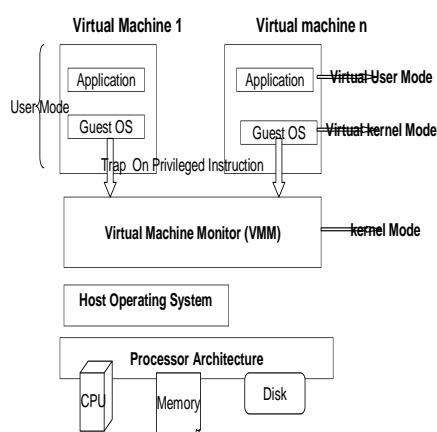 Virtual Machine 1
Virtual machine n
Application
Application
Virtual User Mode
User Mode
Guest OS
Guest OS
Virtual kernel Mode
Trap On Privileged Instruction
Virtual Machine Monitor (VMM)
kernel Mode
Host Operating System
Processor Architecture
CPU
Memory
Disk